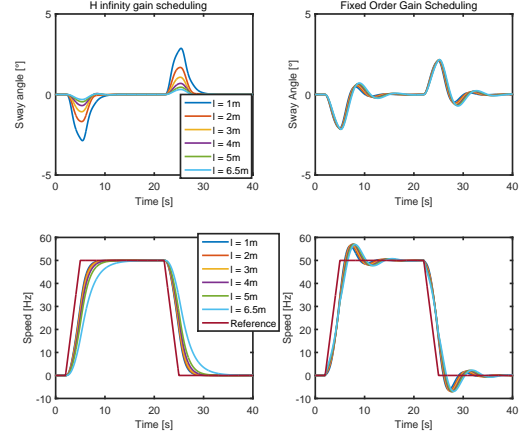 H infinity gain scheduling
Fixed Order Gain Scheduling
5
0
-5
Sway angle [°]
0 10 20 30 40
Time [s]
l = 1m
l = 2m
l = 3m
l = 4m
l = 5m
l = 6.5m
5
0
-5
Sway Angle [°]
0 10 20 30 40
Time [s]
60
50
40
30
20
10
0
-10
Speed [Hz]
0 10 20 30 40
Time [s]
l = 1m
l = 2m
l = 3m
l = 4m
l = 5m
l = 6.5m
Reference
60
50
40
30
20
10
0
-10
Speed [Hz]
0 10 20 30 40
Time [s]